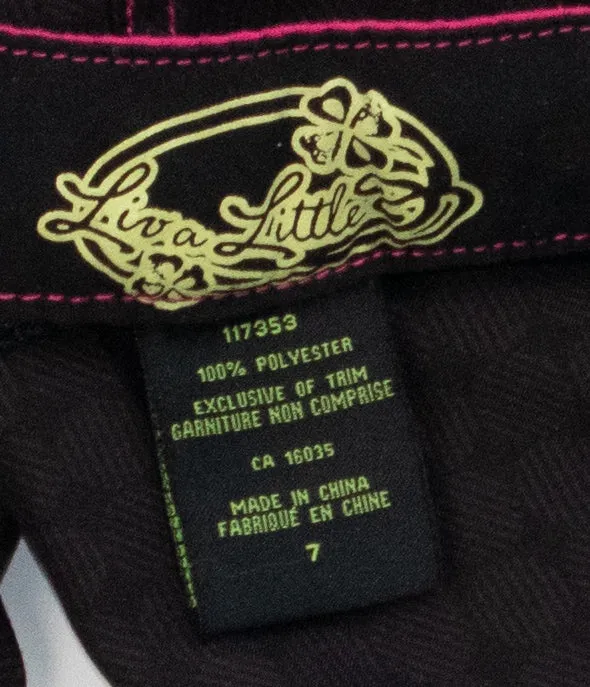 Liv a Little
117353
100% POLYESTER
EXCLUSIVE OF TRIM
GARNITURE NON COMPRISE
CA 16035
MADE IN CHINA
FABRIQUÉ EN CHINE
7